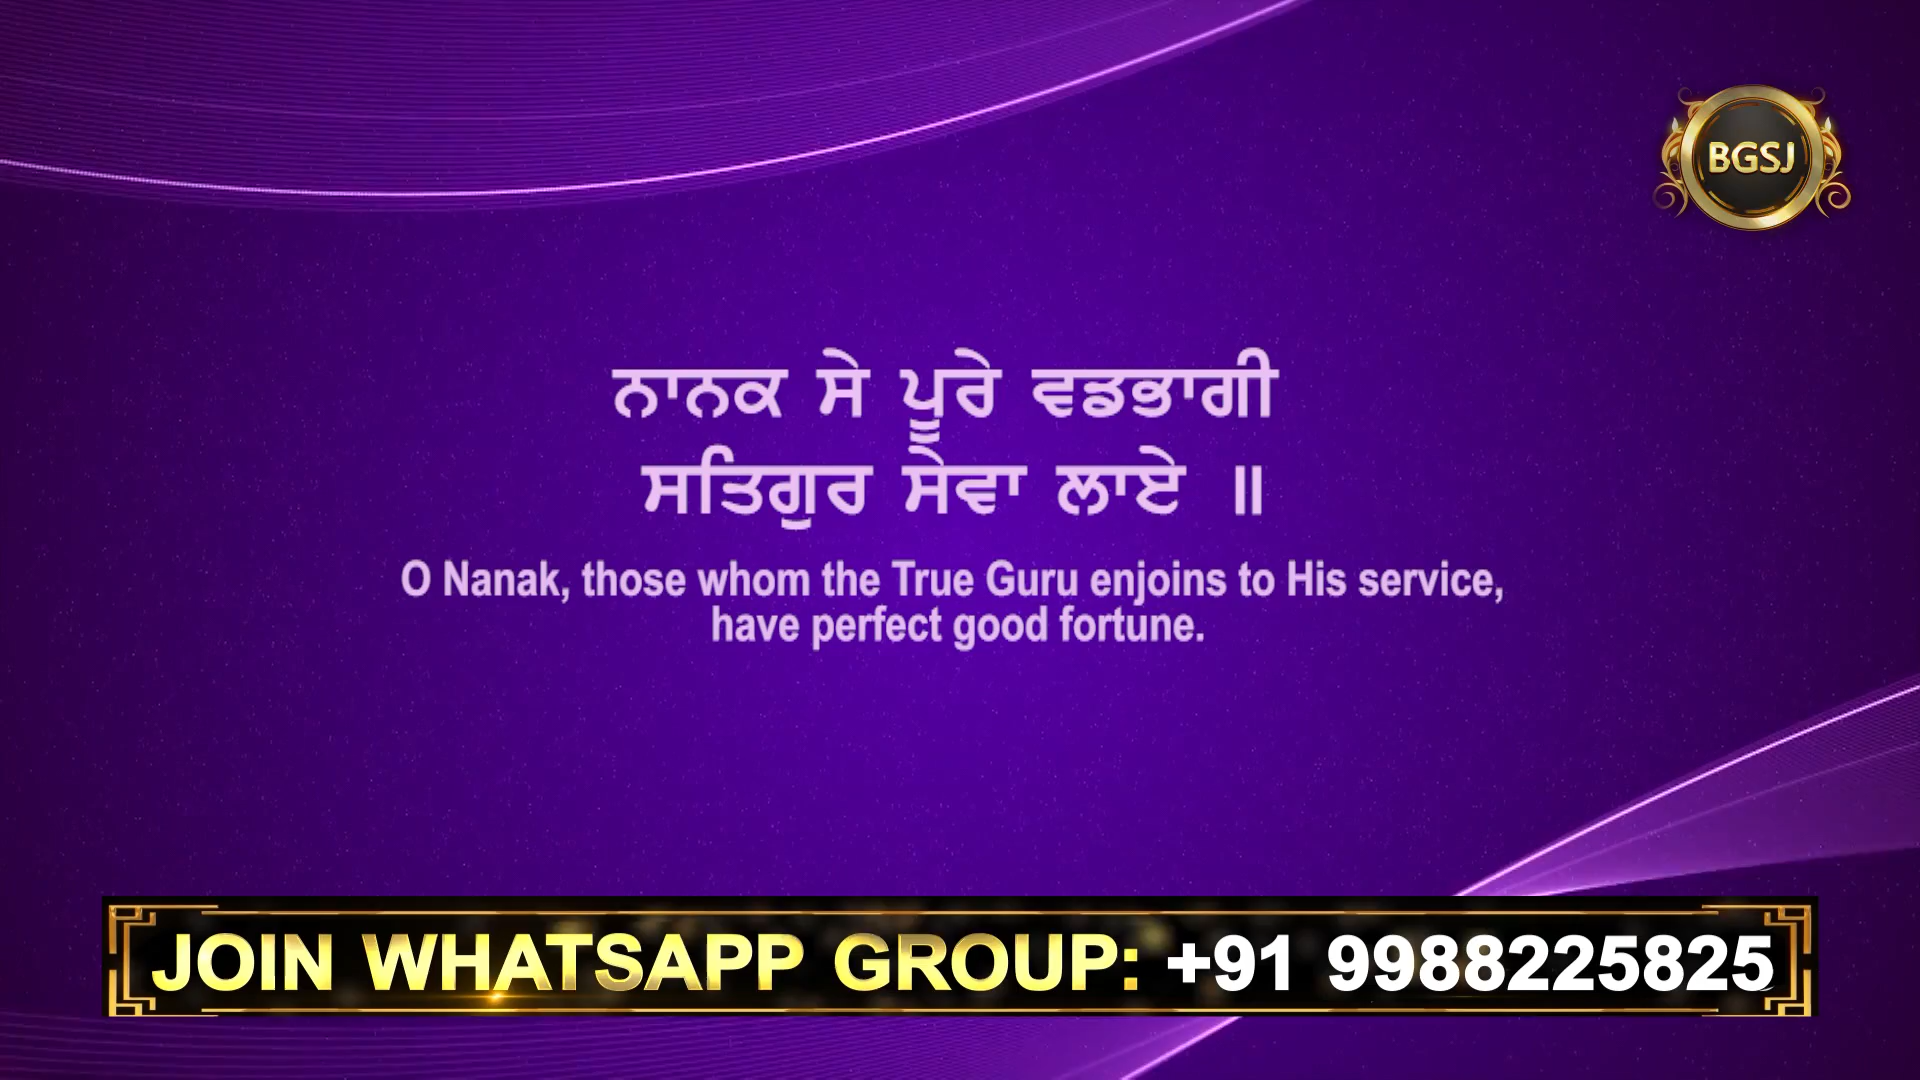 BGSJ
ਨਾਨਕ ਸੇ ਪੂਰੇ ਵਡਭਾਗੀ
ਸਤਿਗੁਰ ਸੇਵਾ ਲਾਏ ॥
O Nanak, those whom the True Guru enjoins to His service,
have perfect good fortune.
JOIN WHATSAPP GROUP: +91 9988225825